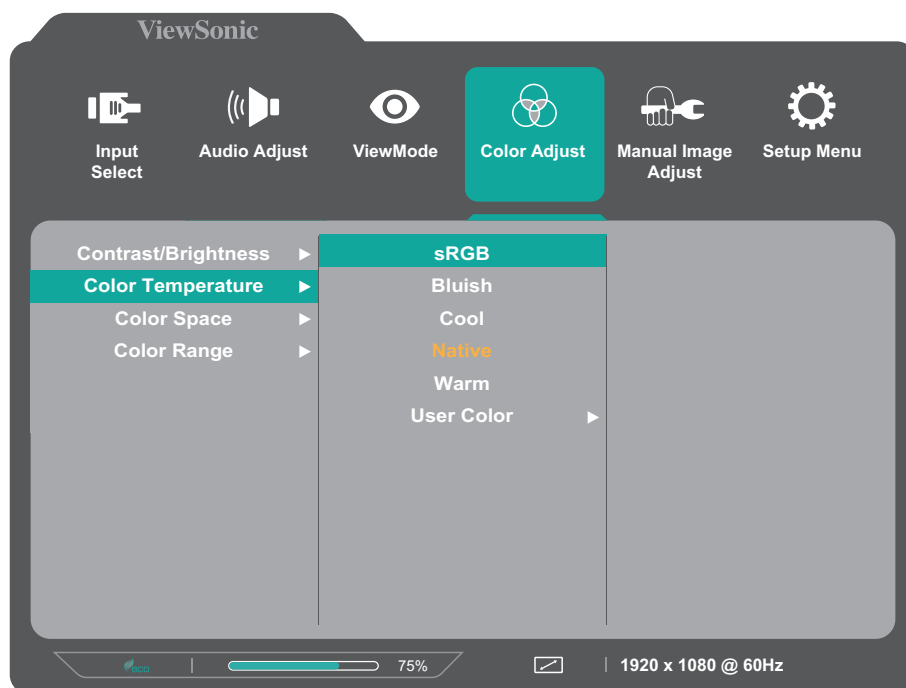 ViewSonic
Input
Select
Audio Adjust
ViewMode
Color Adjust
Manual Image
Adjust
Setup Menu
Contrast/Brightness
Color Temperature
Color Space
Color Range
sRGB
Bluish
Cool
Native
Warm
User Color
75%
1920 x 1080 @ 60Hz